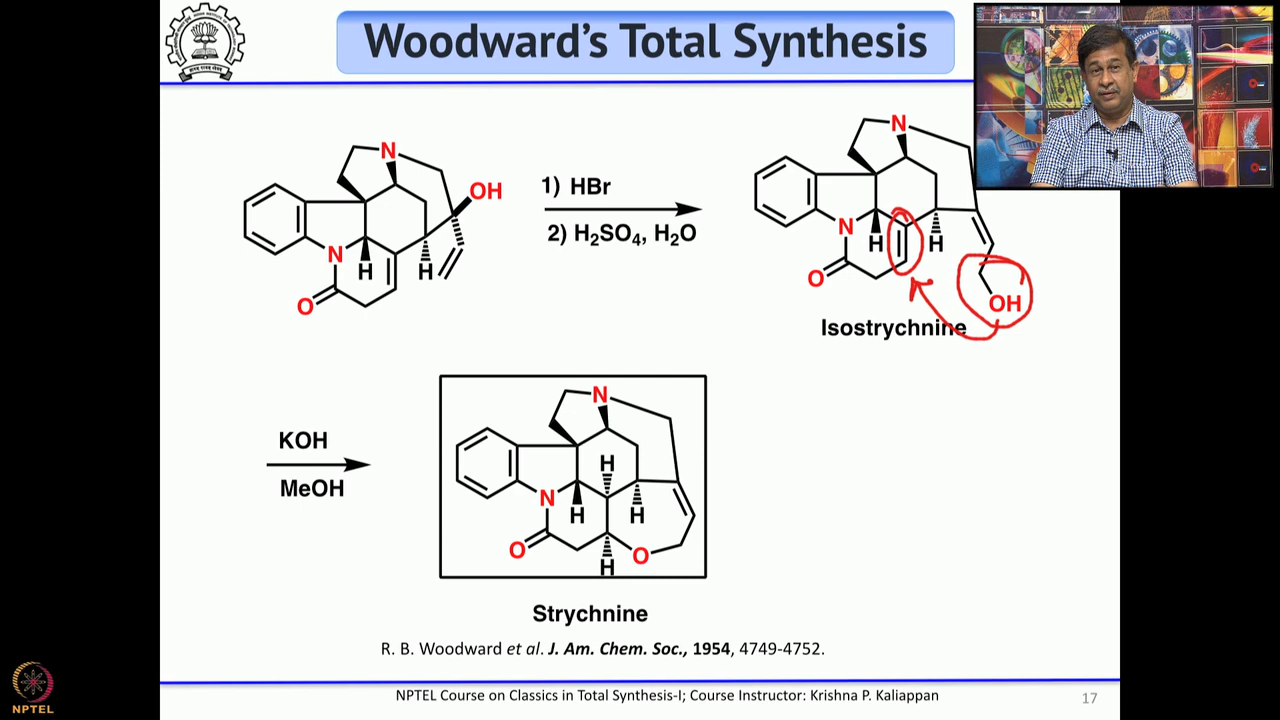 Woodward's Total Synthesis
N
OH
N
H
H
O
1) HBr
2) H₂SO₄, H₂O
N
N
H
H
O
OH
Isostrychnine
KOH
MeOH
N
H
N
H
H
O
O
H
Strychnine
R. B. Woodward et al. J. Am. Chem. Soc., 1954, 4749-4752.
NPTEL Course on Classics in Total Synthesis-I; Course Instructor: Krishna P. Kaliappan
17
NPTEL